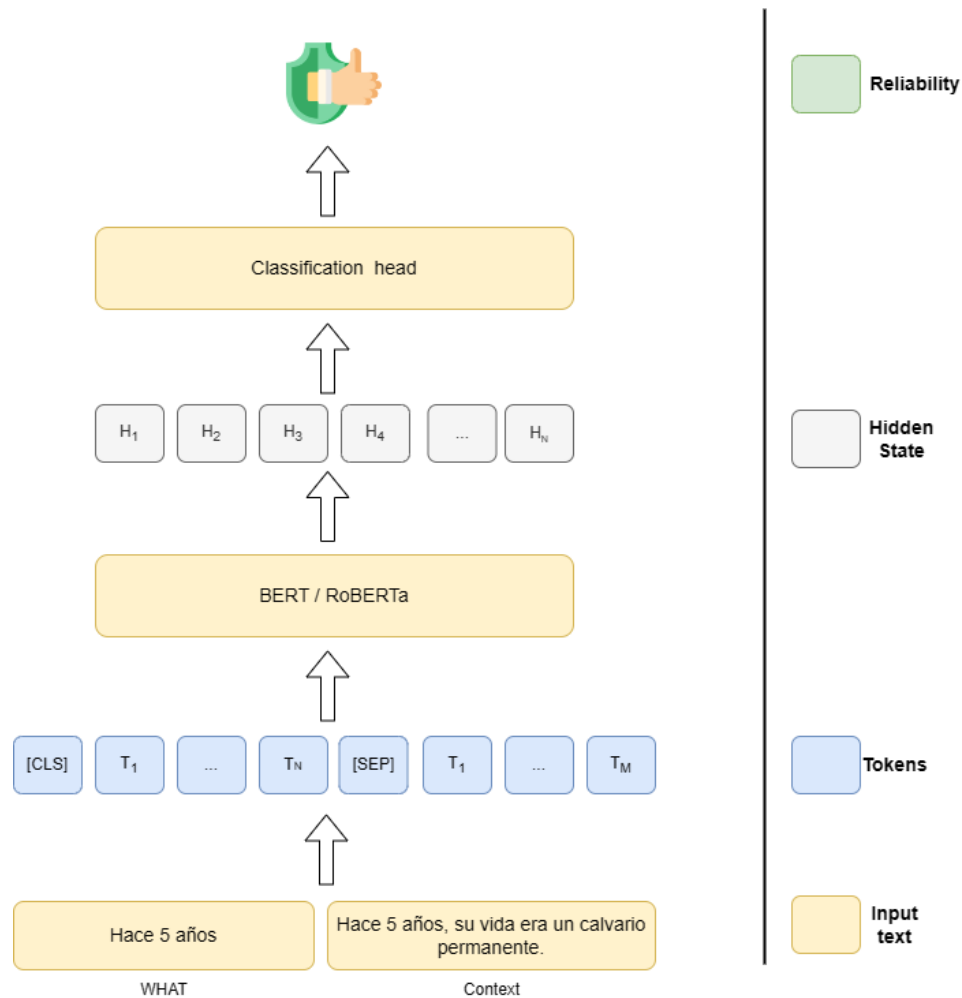 Reliability
Classification head
H1 H2 H3 H4 ... HN
Hidden
State
BERT / RoBERTa
[CLS] T1 ... TN [SEP] T1 ... TM
Tokens
Hace 5 años
Hace 5 años, su vida era un calvario
permanente.
Input
text
WHAT
Context